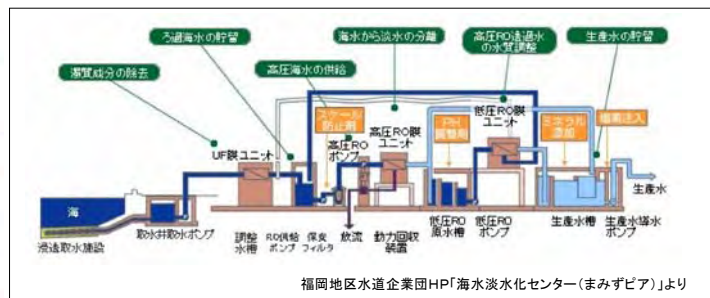 ろ過海水の貯留
海水から淡水の分離
高圧RO透過水
の水質調整
生産水の貯留
濁質成分の除去
高圧海水の供給
スケール
防止剤
PH
調整剤
ミネラル
添加
塩素注入
UF膜ユニット
高圧RO
ポンプ
高圧RO膜
ユニット
低圧RO膜
ユニット
海
生産水
浸透取水施設
取水井取水ポンプ
調整
水槽
RO供給
ポンプ
保安
フィルタ
放流
動力回収
装置
低圧RO
原水槽
低圧RO
ポンプ
生産水槽
生産水導水
ポンプ
福岡地区水道企業団HP「海水淡水化センター(まみずピア)」より